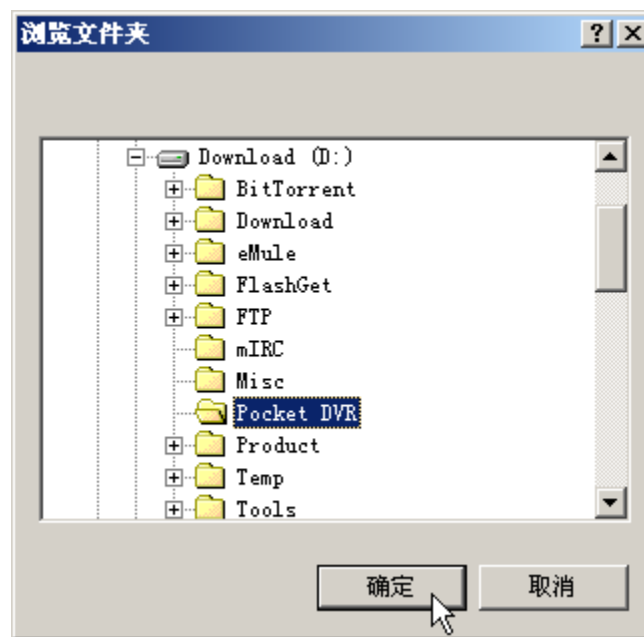 浏览文件夹
Download (D:)
BitTorrent
Download
eMule
FlashGet
FTP
mIRC
Misc
Pocket DVR
Product
Temp
Tools
确定 取消